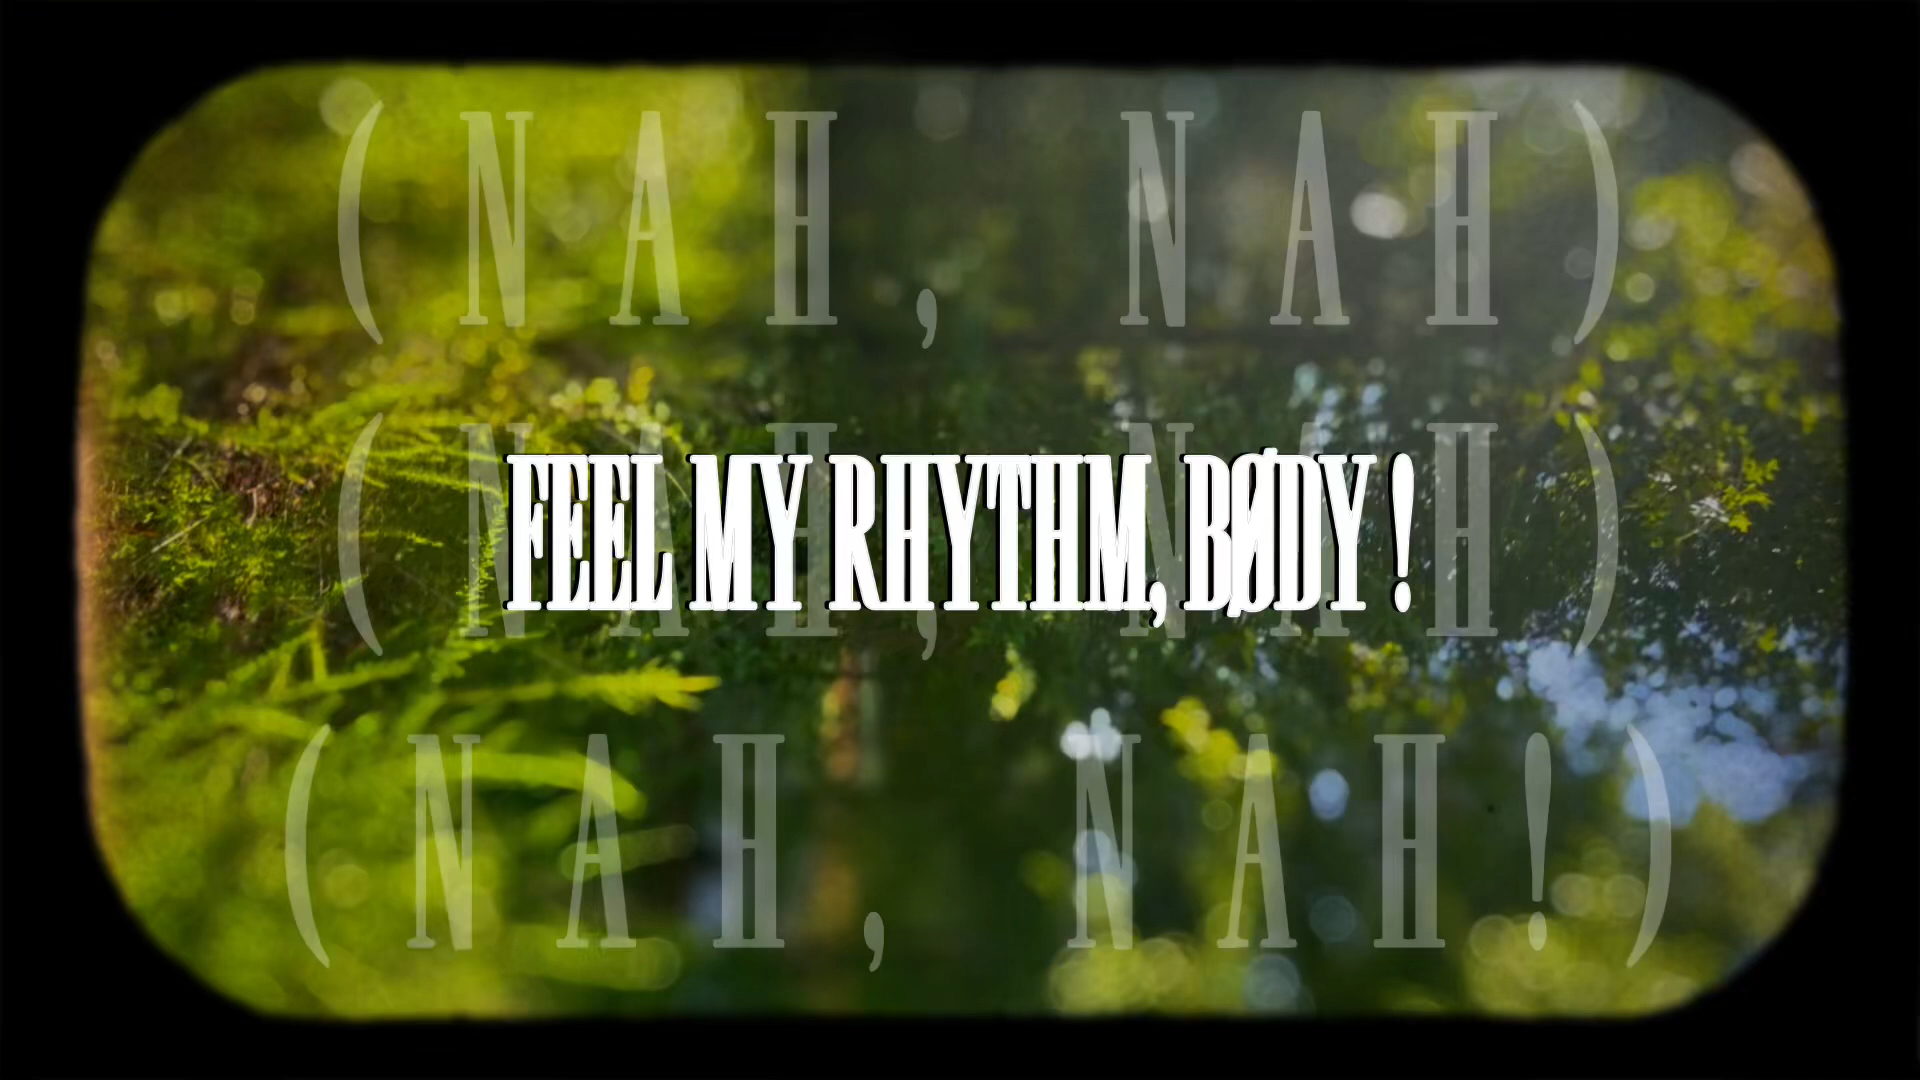 (NAH, NAH)
(NAH, NAH)
FEEL MY RHYTHM, BØDY !
(NAH, NAH!)